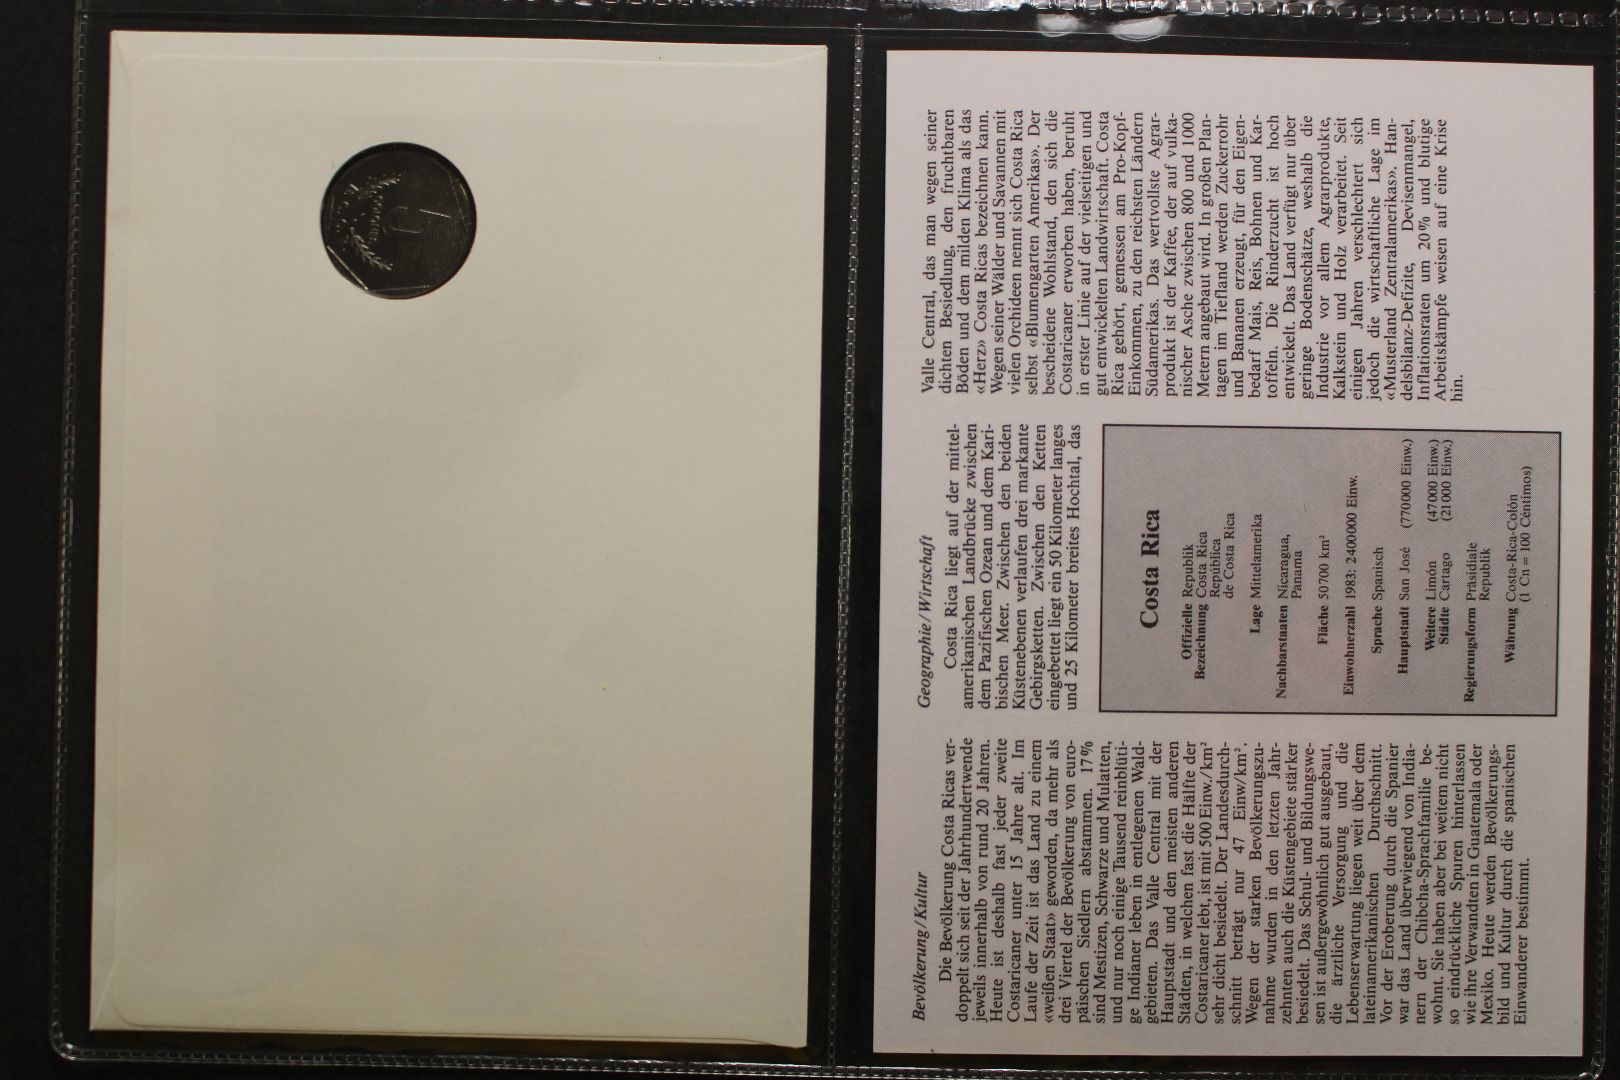 Bevölkerung/Kultur
Die Bevölkerung Costa Ricas ver-
doppelt sich seit der Jahrhundertwende
jeweils innerhalb von rund 20 Jahren.
Heute ist deshalb fast jeder zweite
Costaricaner unter 15 Jahre alt. Im
Laufe der Zeit ist das Land zu einem
«weißen Staat» geworden, da mehr als
drei Viertel der Bevölkerung von euro-
päischen Siedlern abstammen. 17%
sind Mestizen, Schwarze und Mulatten,
und nur noch einige Tausend reinblüti-
ge Indianer leben in entlegenen Wald-
gebieten. Das Valle Central mit der
Hauptstadt und den meisten anderen
Städten, in welchen fast die Hälfte der
Costaricaner lebt, ist mit 500 Einw./km²
sehr dicht besiedelt. Der Landesdurch-
schnitt beträgt nur 47 Einw/km².
Wegen der starken Bevölkerungszu-
nahme wurden in den letzten Jahr-
zehnten auch die Küstengebiete stärker
besiedelt. Das Schul- und Bildungswe-
sen ist außergewöhnlich gut ausgebaut,
die ärztliche Versorgung und die
Lebenserwartung liegen weit über dem
lateinamerikanischen Durchschnitt.
Vor der Eroberung durch die Spanier
war das Land überwiegend von India-
nern der Chibcha-Sprachfamilie be-
wohnt. Sie haben aber bei weitem nicht
so eindrückliche Spuren hinterlassen
wie ihre Verwandten in Guatemala oder
Mexiko. Heute werden Bevölkerungs-
bild und Kultur durch die spanischen
Einwanderer bestimmt.
Geographie/Wirtschaft
Costa Rica liegt auf der mittel-
amerikanischen Landbrücke zwischen
dem Pazifischen Ozean und dem Kari-
bischen Meer. Zwischen den beiden
Küstenebenen verlaufen drei markante
Gebirgsketten. Zwischen den Ketten
eingebettet liegt ein 50 Kilometer langes
und 25 Kilometer breites Hochtal, das
Costa Rica
Offizielle Republik
Bezeichnung Costa Rica
Republica
de Costa Rica
Lage Mittelamerika
Nachbarstaaten Nicaragua,
Panama
Fläche 50700 km²
Einwohnerzahl 1983: 2400000 Einw.
Sprache Spanisch
Hauptstadt San José (770000 Einw.)
Weitere Limón (47000 Einw.)
Städte Cartago (21000 Einw.)
Regierungsform Präsidiale
Republik
Währung Costa-Rica-Colón
(1 Cn = 100 Céntimos)
Valle Central, das man wegen seiner
dichten Besiedlung, den fruchtbaren
Böden und dem milden Klima als das
«Herz» Costa Ricas bezeichnen kann.
Wegen seiner Wälder und Savannen mit
vielen Orchideen nennt sich Costa Rica
selbst «Blumengarten Amerikas». Der
bescheidene Wohlstand, den sich die
Costaricaner erworben haben, beruht
in erster Linie auf der vielseitigen und
gut entwickelten Landwirtschaft. Costa
Rica gehört, gemessen am Pro-Kopf-
Einkommen, zu den reichsten Ländern
Südamerikas. Das wertvollste Agrar-
produkt ist der Kaffee, der auf vulka-
nischer Asche zwischen 800 und 1000
Metern angebaut wird. In großen Plan-
tagen im Tiefland werden Zuckerrohr
und Bananen erzeugt, für den Eigen-
bedarf Mais, Reis, Bohnen und Kar-
toffeln. Die Rinderzucht ist hoch
entwickelt. Das Land verfügt nur über
geringe Bodenschätze, weshalb die
Industrie vor allem Agrarprodukte,
Kalkstein und Holz verarbeitet. Seit
einigen Jahren verschlechtert sich
jedoch die wirtschaftliche Lage im
«Musterland Zentralamerikas». Han-
delsbilanz-Defizite, Devisenmangel,
Inflationsraten um 20% und blutige
Arbeitskämpfe weisen auf eine Krise
hin.